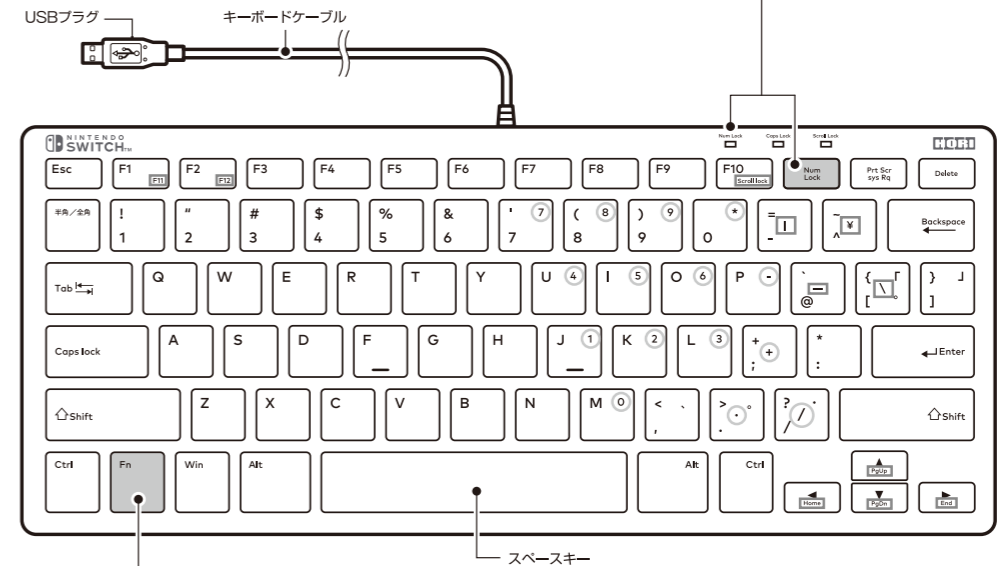 USBプラグ
キーボードケーブル
NINTENDO
SWITCH™
Num Lock
Caps Lock
Scroll Lock
HORI
Esc
F1 F11
F2 F12
F3
F4
F5
F6
F7
F8
F9
F10 Scroll lock
Num
Lock
Prt Scr
sys Rq
Delete
半角／全角
! 1
" 2
# 3
$ 4
% 5
& 6
' 7 7
( 8 8
) 9 9
0 *
= - |
~ ^ ¥
Backspace
Tab
Q
W
E
R
T
Y
U 4
I 5
O 6
P -
` @ _
{ [ \ 「 °
} ] 」
Caps lock
A
S
D
F
G
H
J 1
K 2
L 3
+ ; +
* :
Enter
Shift
Z
X
C
V
B
N
M 0
< , 、
> . 。 ·
? / ・ /
Shift
Ctrl
Fn
Win
Alt
Alt
Ctrl
▲ PgUp
◀ Home
▼ PgDn
▶ End
スペースキー